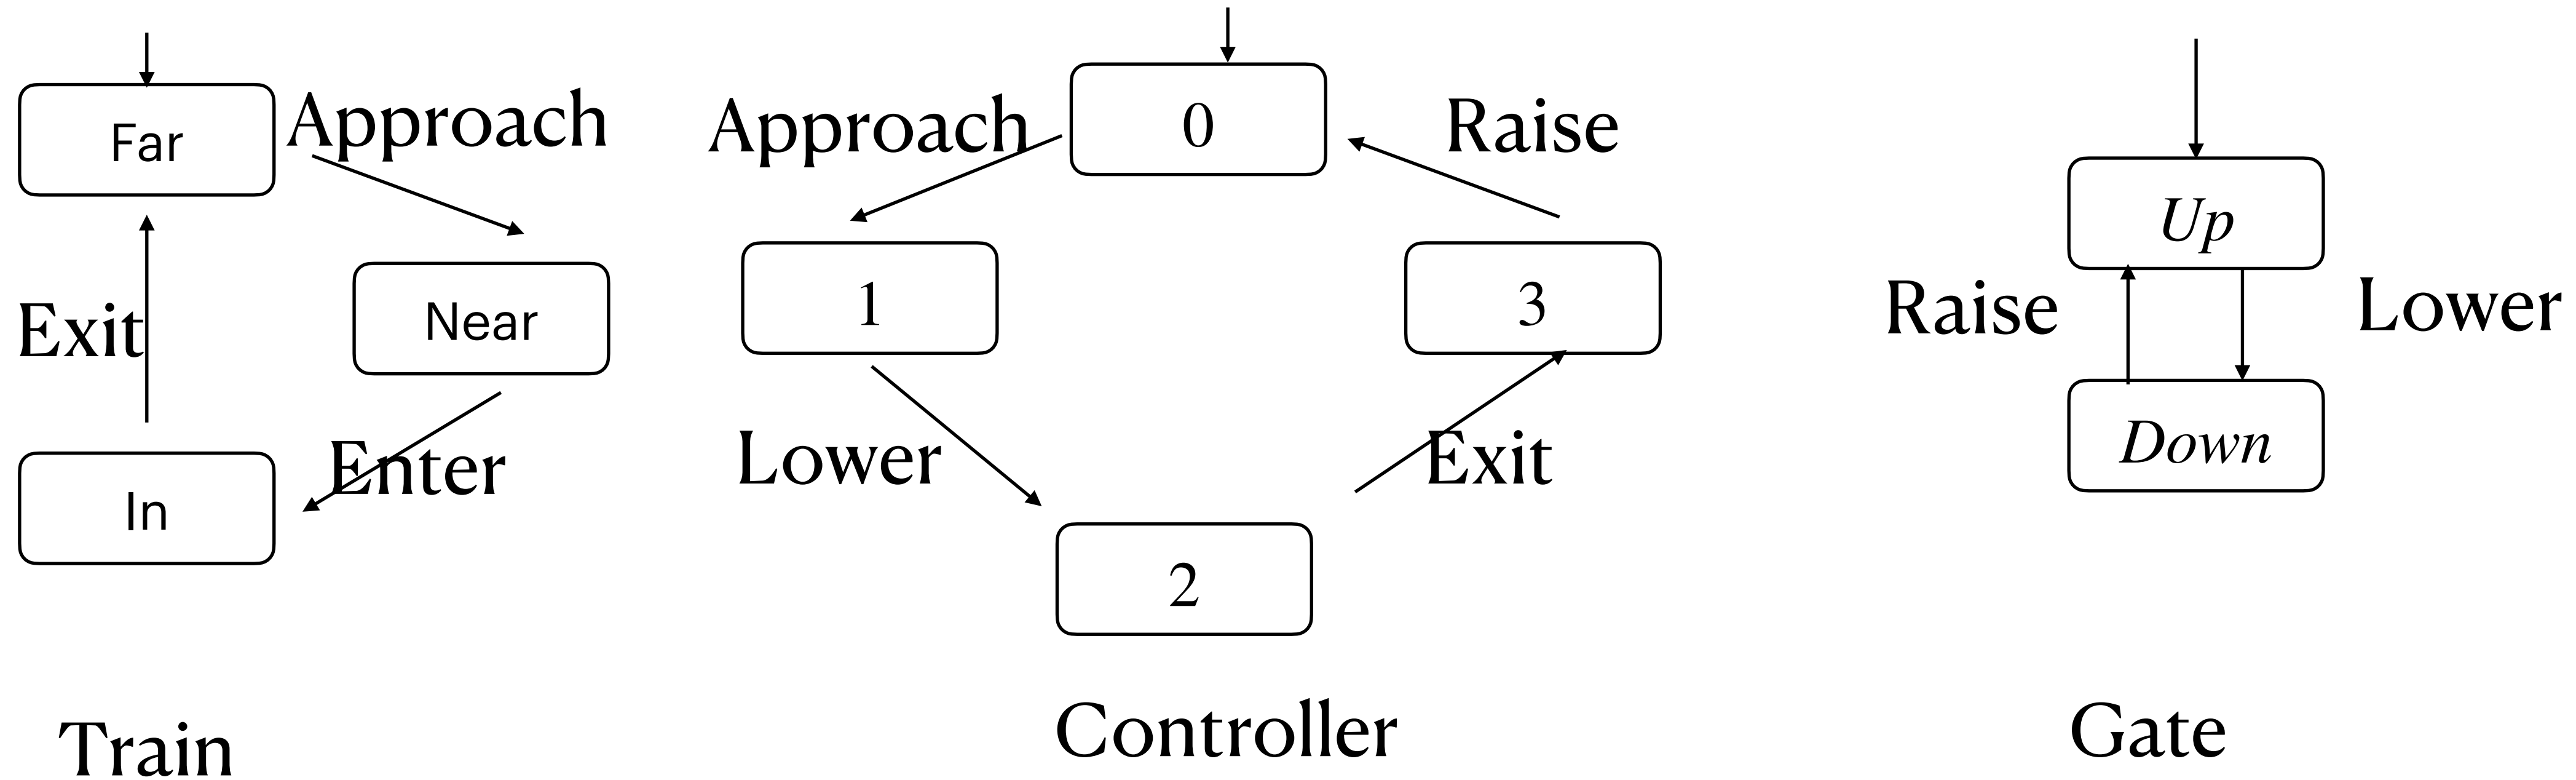 Far
Approach
Exit
Near
Enter
In
Train
0
Approach
Raise
1
3
Lower
Exit
2
Controller
Up
Raise
Lower
Down
Gate